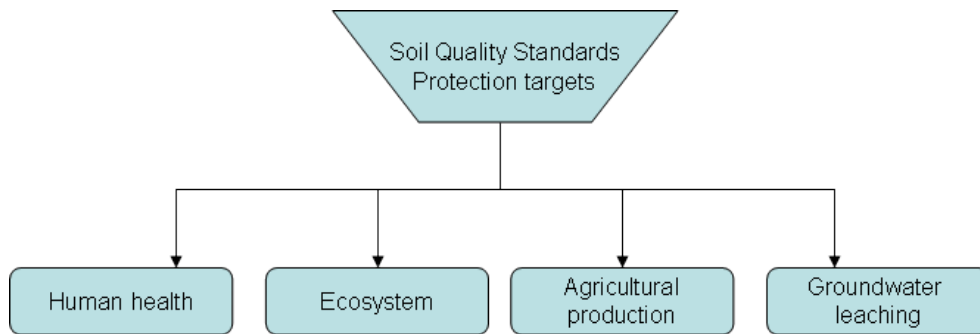 Soil Quality Standards
Protection targets
Human health
Ecosystem
Agricultural
production
Groundwater
leaching